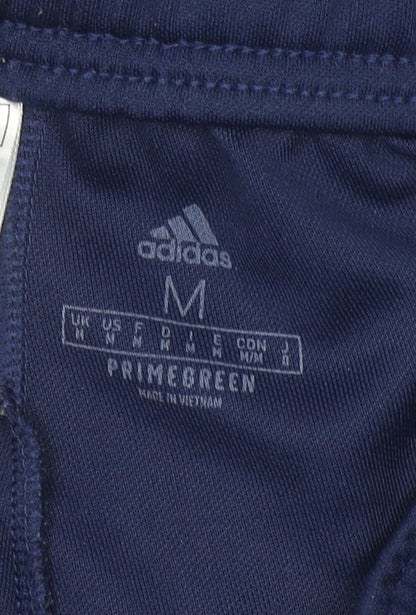 adidas
M
UK US F D I E CDN J
M M M M M M M/M O
PRIMEGREEN
MADE IN VIETNAM